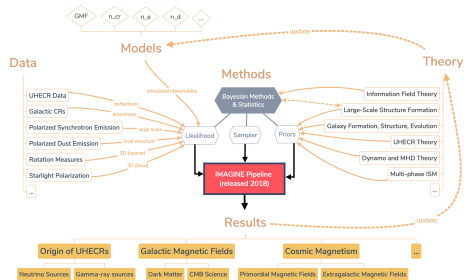 GMF
n_cr
n_e
n_d
...
update
Models
Data
Methods
Theory
simulated observables
Bayesian Methods
& Statistics
UHECR Data
Galactic CRs
Polarized Synchrotron Emission
Polarized Dust Emission
Rotation Measures
Starlight Polarization
...
deflections
anisotropy
large scale
local structure
3D (sparse)
3D (local)
Likelihood
Sampler
Priors
Information Field Theory
Large-Scale Structure Formation
Galaxy Formation, Structure, Evolution
UHECR Theory
Dynamo and MHD Theory
Multi-phase ISM
...
IMAGINE Pipeline
(released 2018)
Results
update
Origin of UHECRs
Galactic Magnetic Fields
Cosmic Magnetism
...
Neutrino Sources
Gamma-ray sources
Dark Matter
CMB Science
Primordial Magnetic Fields
Extragalactic Magnetic Fields